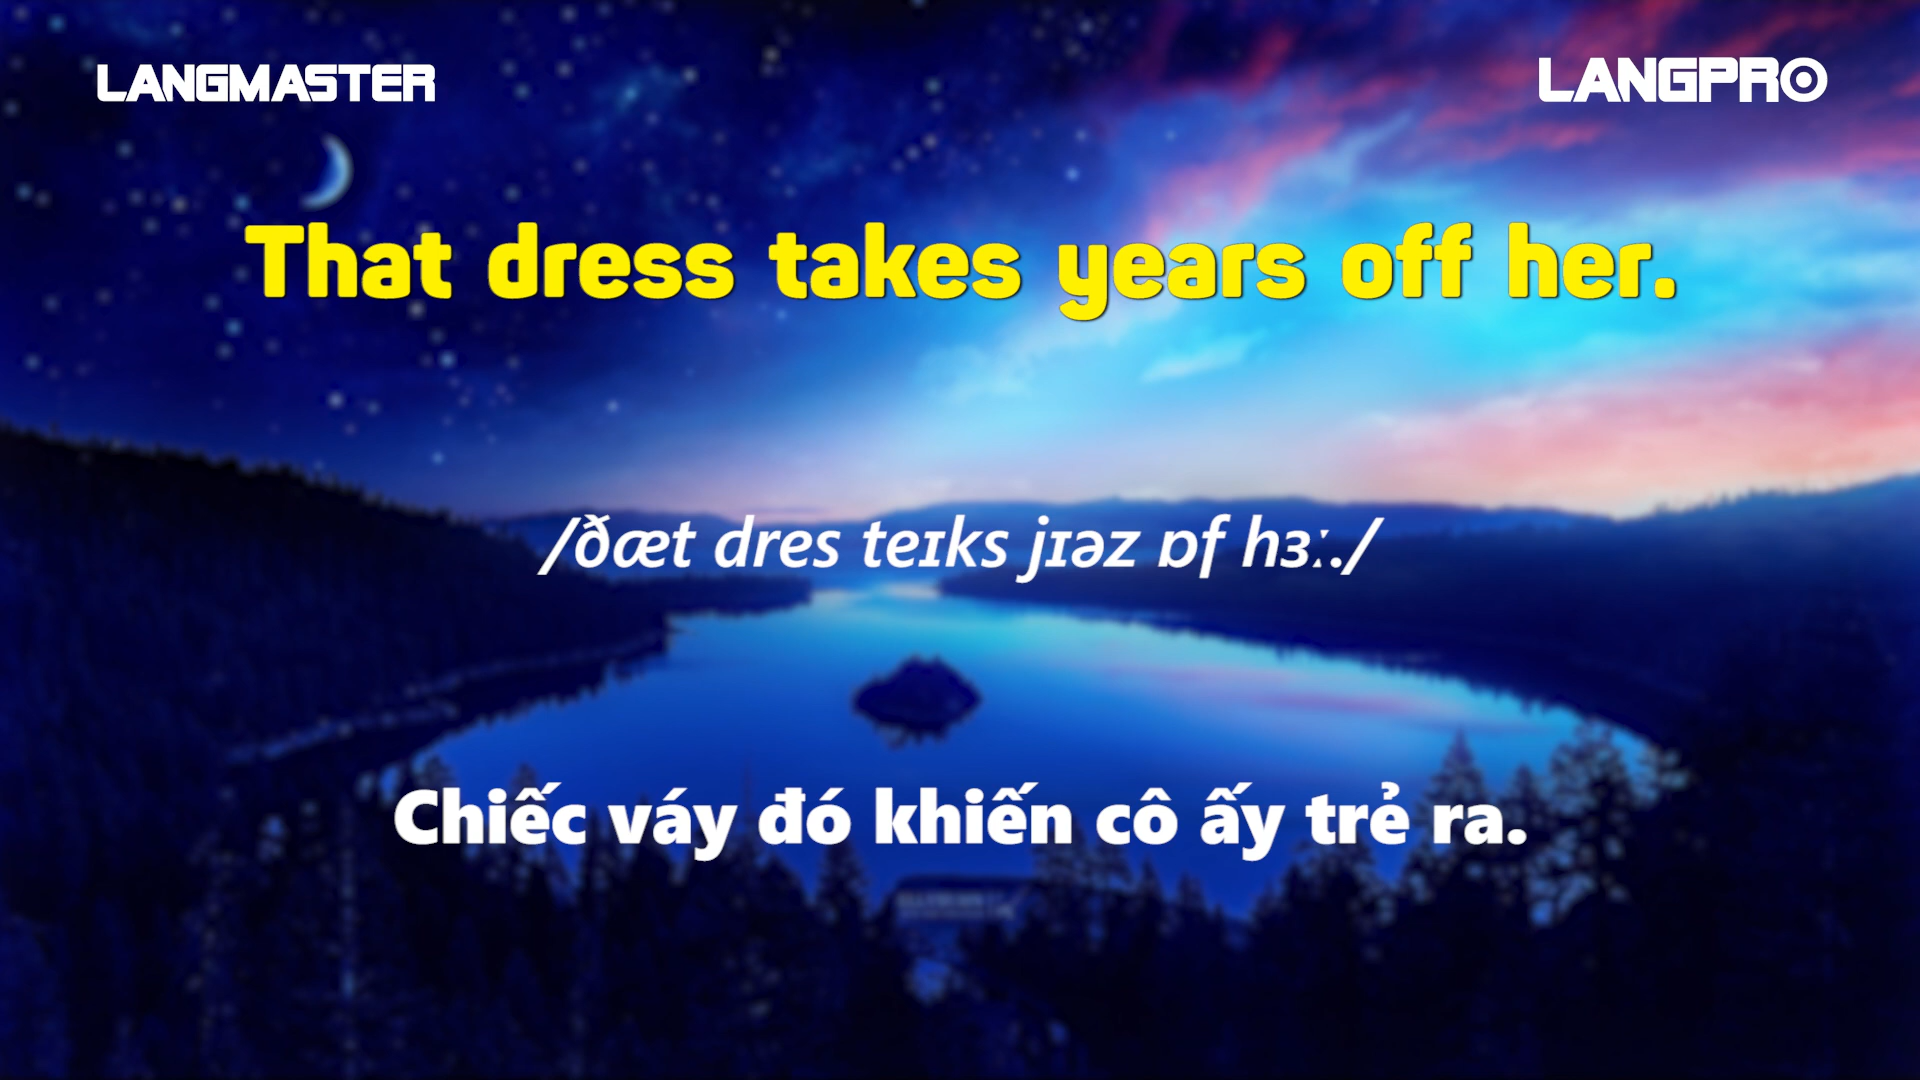 LANGMASTER
LANGPRO
That dress takes years off her.
/ðæt dres teɪks jɪəz ɒf hɜː./
Chiếc váy đó khiến cô ấy trẻ ra.